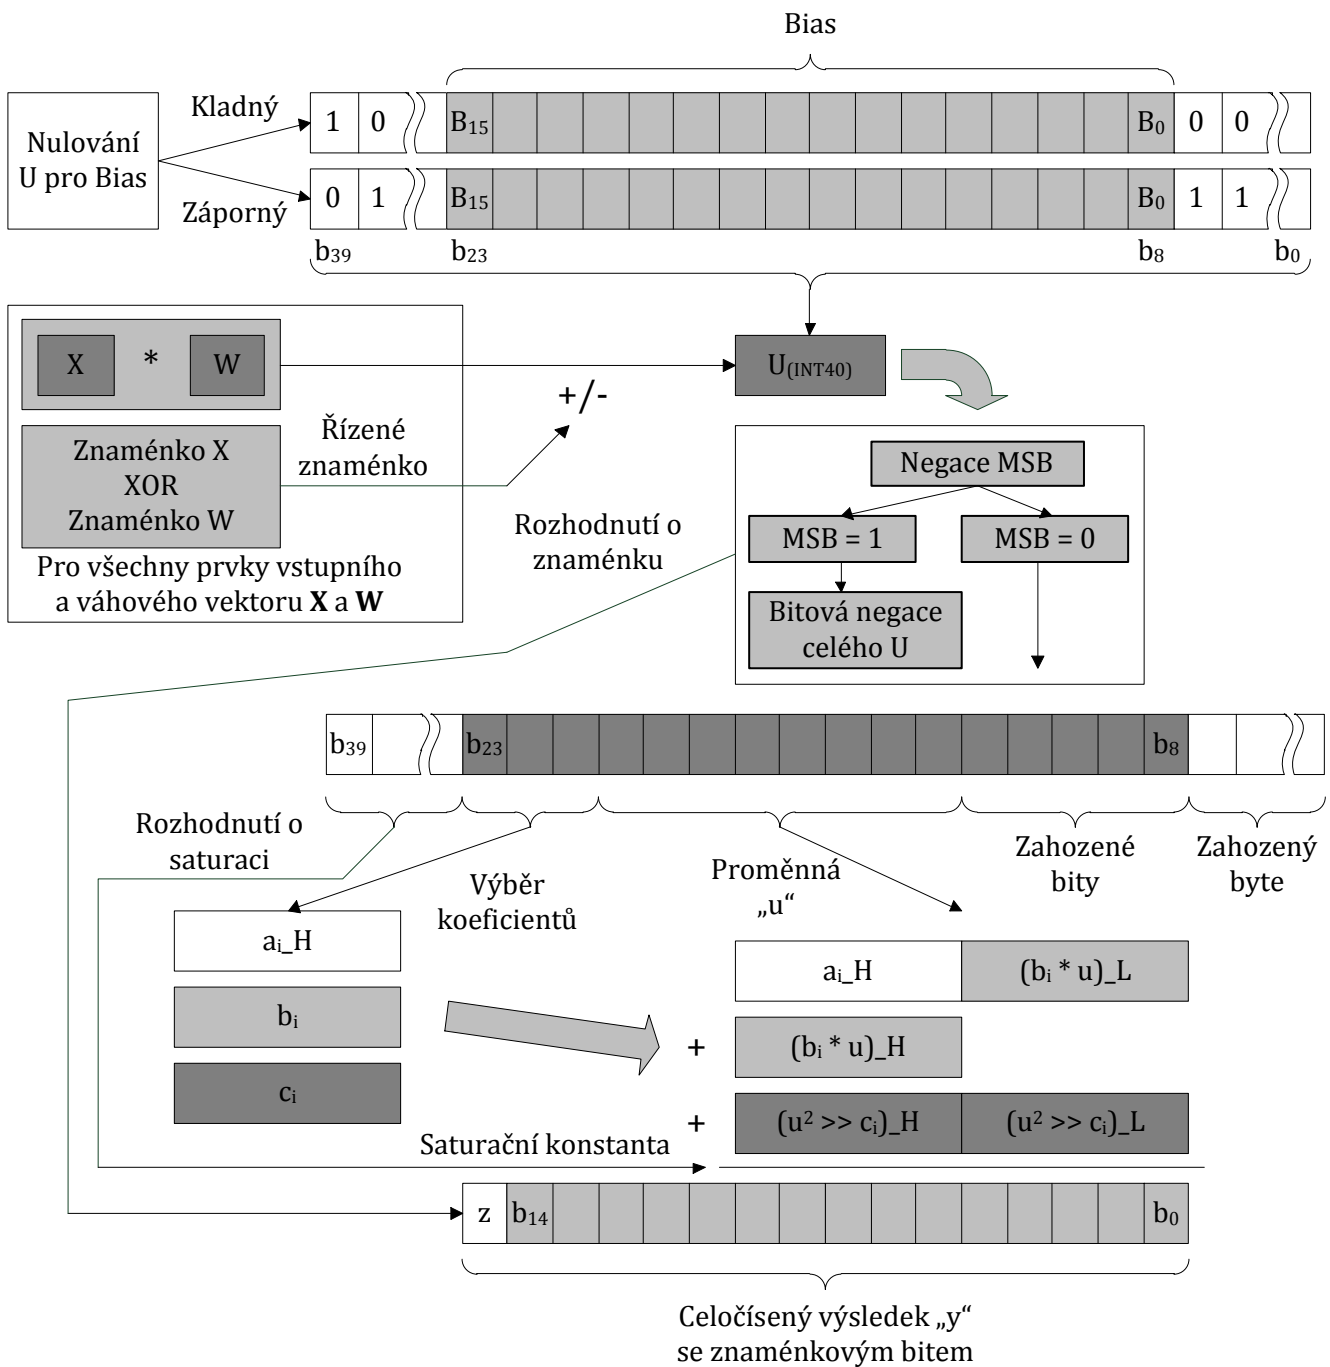 Bias
Nulování
U pro Bias
Kladný
1 0 B15 B0 0 0
Záporný
0 1 B15 B0 1 1
b39 b23 b8 b0
X * W
U(INT40)
+/-
Řízené
znaménko
Znaménko X
XOR
Znaménko W
Pro všechny prvky vstupního
a váhového vektoru X a W
Negace MSB
MSB = 1 MSB = 0
Bitová negace
celého U
Rozhodnutí o
znaménku
b39 b23 b8
Rozhodnutí o
saturaci
Výběr
koeficientů
Proměnná
„u“
Zahozené
bity
Zahozený
byte
ai_H
bi
ci
ai_H (bi * u)_L
+ (bi * u)_H
+ (u² >> ci)_H (u² >> ci)_L
Saturační konstanta
z b14 b0
Celočísený výsledek „y“
se znaménkovým bitem